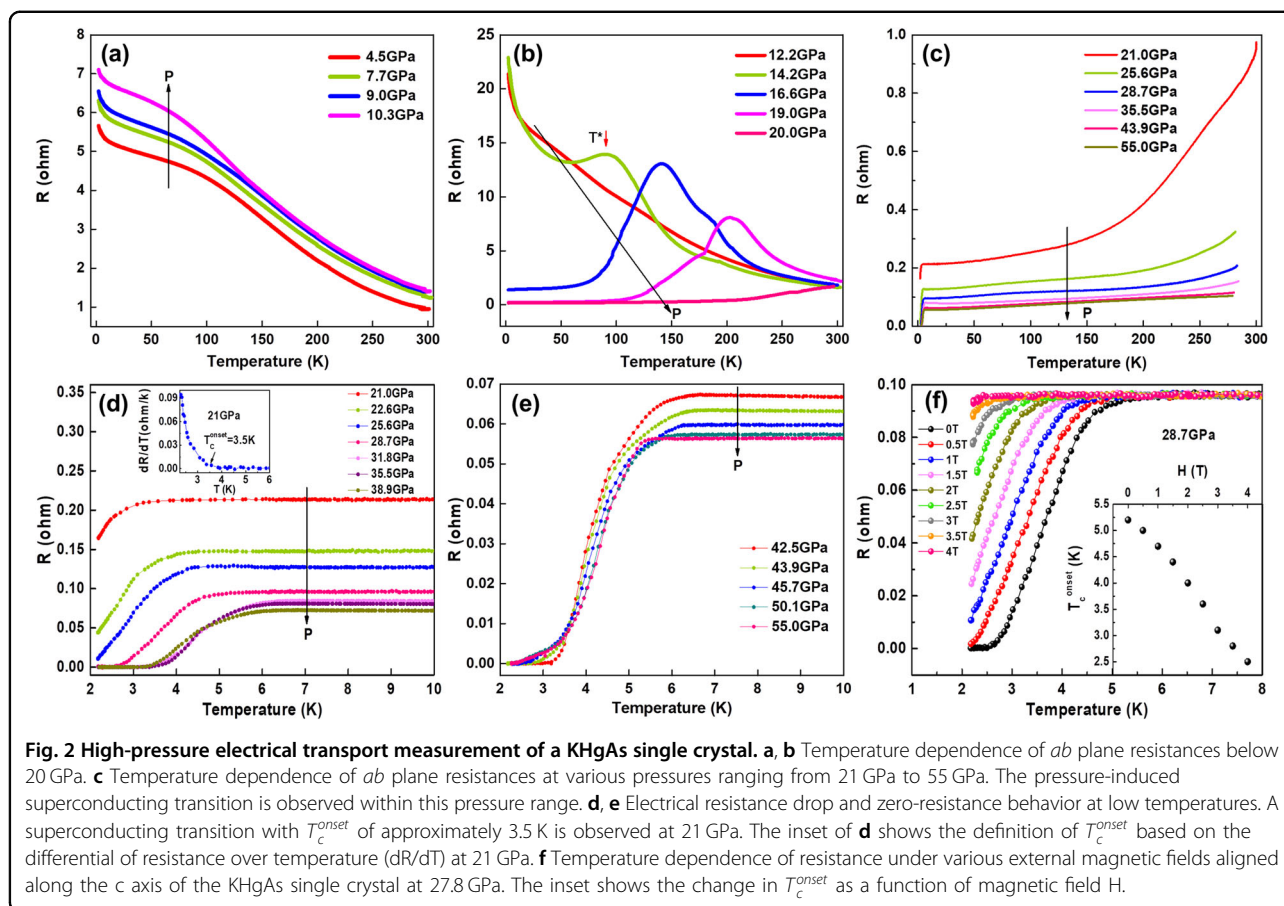 (a)
P
4.5GPa
7.7GPa
9.0GPa
10.3GPa
R (ohm)
8
7
6
5
4
3
2
1
0 50 100 150 200 250 300
Temperature (K)
(b)
T*
P
12.2GPa
14.2GPa
16.6GPa
19.0GPa
20.0GPa
R (ohm)
25
20
15
10
5
0
0 50 100 150 200 250 300
Temperature (K)
(c)
P
21.0GPa
25.6GPa
28.7GPa
35.5GPa
43.9GPa
55.0GPa
R (ohm)
1.0
0.8
0.6
0.4
0.2
0.0
0 50 100 150 200 250 300
Temperature (K)
(d)
21GPa
T_c^onset=3.5K
dR/dT(ohm/k)
0.09
0.06
0.03
0.00
3 4 5 6
T (K)
21.0GPa
22.6GPa
25.6GPa
28.7GPa
31.8GPa
35.5GPa
38.9GPa
P
R (ohm)
0.35
0.30
0.25
0.20
0.15
0.10
0.05
0.00
2 3 4 5 6 7 8 9 10
Temperature (K)
(e)
P
42.5GPa
43.9GPa
45.7GPa
50.1GPa
55.0GPa
R (ohm)
0.07
0.06
0.05
0.04
0.03
0.02
0.01
0.00
2 3 4 5 6 7 8 9 10
Temperature (K)
(f)
0T
0.5T
1T
1.5T
2T
2.5T
3T
3.5T
4T
28.7GPa
H (T)
0 1 2 3 4
T_c^onset (K)
5.5
5.0
4.5
4.0
3.5
3.0
2.5
R (ohm)
0.10
0.08
0.06
0.04
0.02
0.00
1 2 3 4 5 6 7 8
Temperature (K)
Fig. 2 High-pressure electrical transport measurement of a KHgAs single crystal. a, b Temperature dependence of ab plane resistances below
20 GPa. c Temperature dependence of ab plane resistances at various pressures ranging from 21 GPa to 55 GPa. The pressure-induced
superconducting transition is observed within this pressure range. d, e Electrical resistance drop and zero-resistance behavior at low temperatures. A
superconducting transition with T_c^onset of approximately 3.5 K is observed at 21 GPa. The inset of d shows the definition of T_c^onset based on the
differential of resistance over temperature (dR/dT) at 21 GPa. f Temperature dependence of resistance under various external magnetic fields aligned
along the c axis of the KHgAs single crystal at 27.8 GPa. The inset shows the change in T_c^onset as a function of magnetic field H.